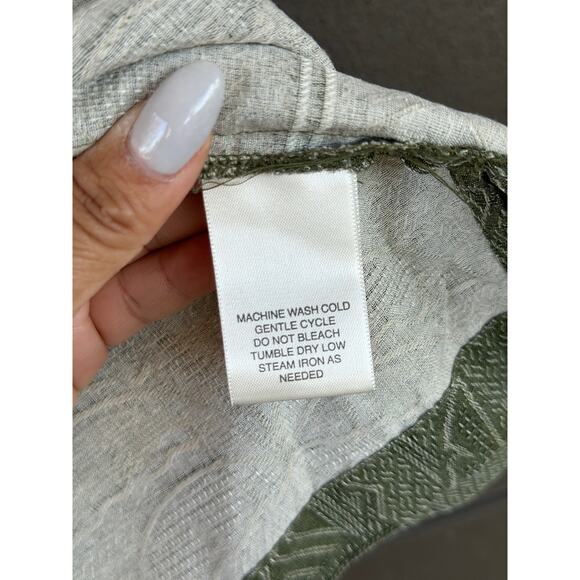 MACHINE WASH COLD
GENTLE CYCLE
DO NOT BLEACH
TUMBLE DRY LOW
STEAM IRON AS
NEEDED